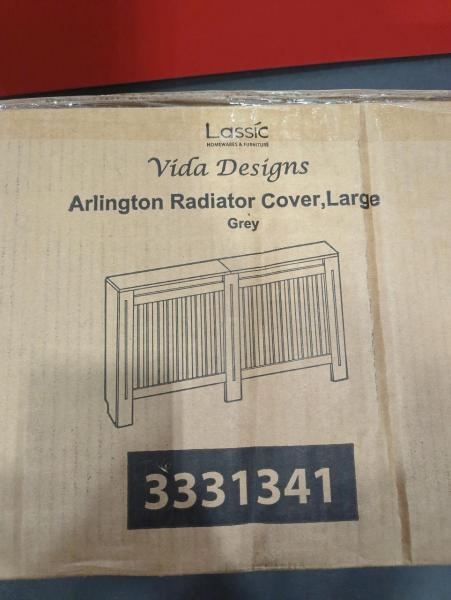 Lassic
HOMEWARES & FURNITURE
Vida Designs
Arlington Radiator Cover,Large
Grey
3331341